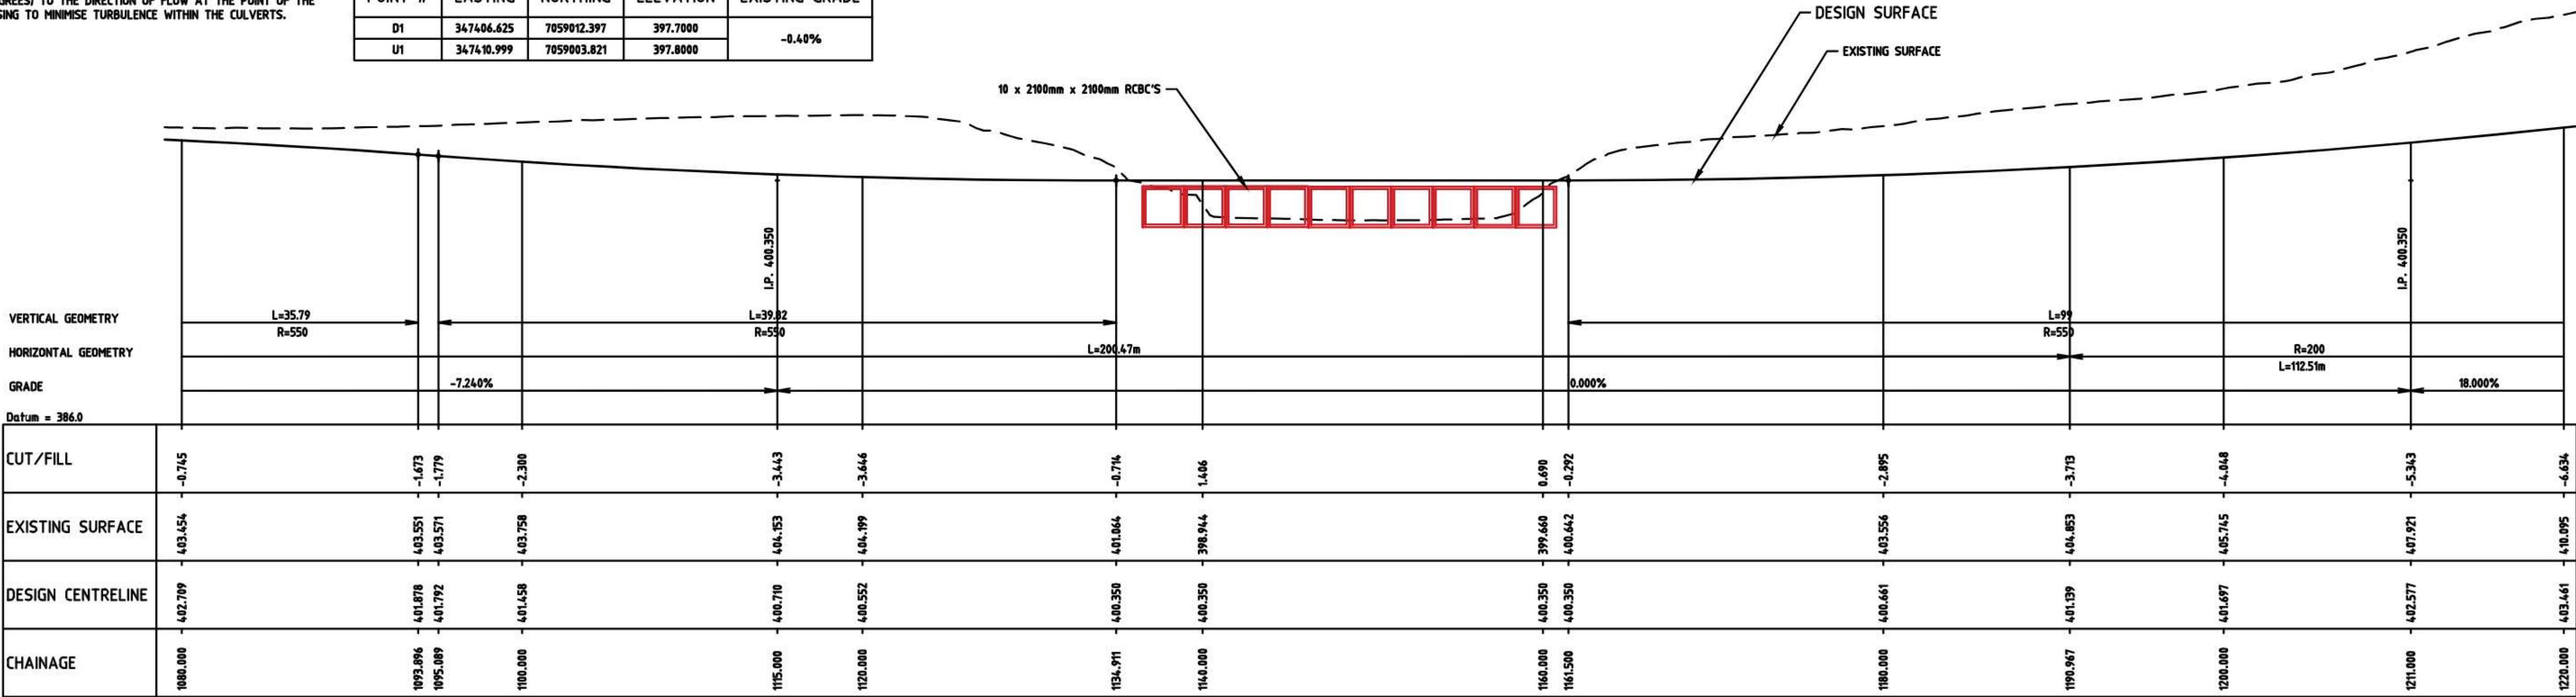 TO THE DIRECTION OF FLOW AT THE POINT OF THE
TO MINIMISE TURBULENCE WITHIN THE CULVERTS.
POINT # EASTING NORTHING ELEVATION EXISTING GRADE
D1 347406.625 7059012.397 397.7000 -0.40%
U1 347410.999 7059003.821 397.8000
DESIGN SURFACE
EXISTING SURFACE
10 x 2100mm x 2100mm RCBC'S
I.P. 400.350
I.P. 400.350
VERTICAL GEOMETRY L=35.79 L=39.82 L=99
R=550 R=550 R=550
HORIZONTAL GEOMETRY L=200.47m R=200
L=112.51m
GRADE -7.240% 0.000% 18.000%
Datum = 386.0
CUT/FILL -0.745 -1.673 -1.779 -2.300 -3.443 -3.646 -0.714 1.406 0.690 -0.292 -2.895 -3.713 -4.048 -5.343 -6.634
EXISTING SURFACE 403.454 403.551 403.571 403.758 404.153 404.199 401.064 398.944 399.660 400.642 403.556 404.853 405.745 407.921 410.095
DESIGN CENTRELINE 402.709 401.878 401.792 401.458 400.710 400.552 400.350 400.350 400.350 400.350 400.661 401.139 401.697 402.577 403.461
CHAINAGE 1080.000 1093.896 1095.089 1100.000 1115.000 1120.000 1134.911 1140.000 1160.000 1161.500 1180.000 1190.967 1200.000 1211.000 1220.000